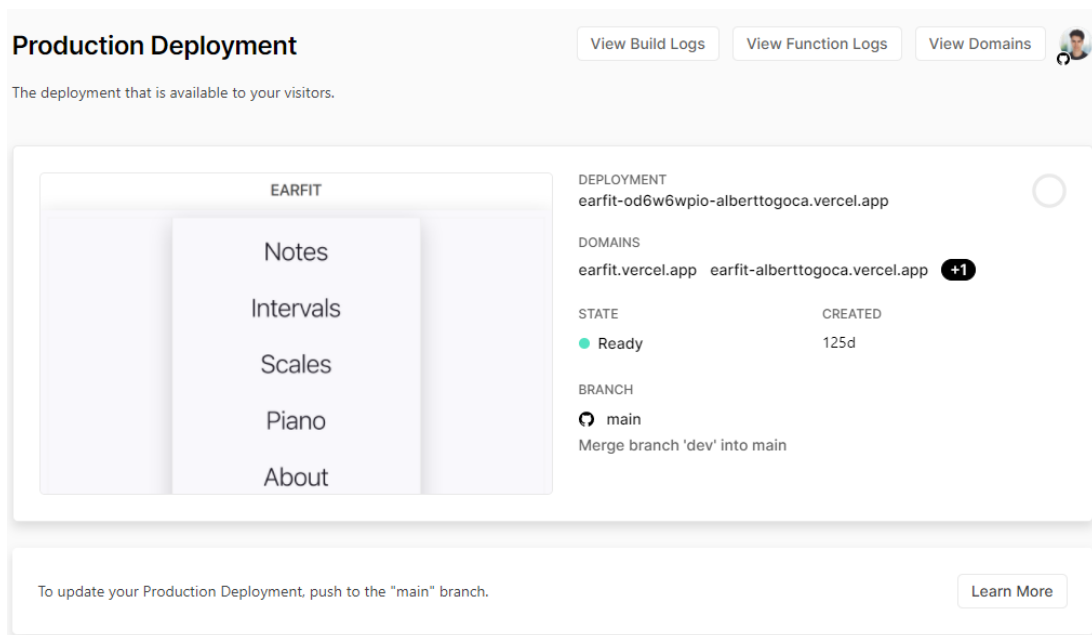 Production Deployment
View Build Logs
View Function Logs
View Domains
The deployment that is available to your visitors.
EARFIT
Notes
Intervals
Scales
Piano
About
DEPLOYMENT
earfit-od6w6wpio-alberttogoca.vercel.app
DOMAINS
earfit.vercel.app earfit-alberttogoca.vercel.app +1
STATE
Ready
CREATED
125d
BRANCH
main
Merge branch 'dev' into main
To update your Production Deployment, push to the "main" branch.
Learn More